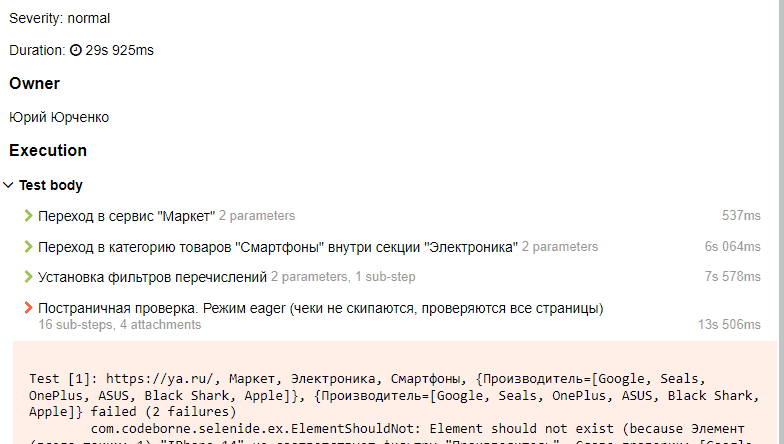 Severity: normal
Duration: 29s 925ms
Owner
Юрий Юрченко
Execution
Test body
Переход в сервис "Маркет" 2 parameters 537ms
Переход в категорию товаров "Смартфоны" внутри секции "Электроника" 2 parameters 6s 064ms
Установка фильтров перечислений 2 parameters, 1 sub-step 7s 578ms
Постраничная проверка. Режим eager (чеки не скипаются, проверяются все страницы)
16 sub-steps, 4 attachments 13s 506ms
Test [1]: https://ya.ru/, Маркет, Электроника, Смартфоны, {Производитель=[Google, Seals,
OnePlus, ASUS, Black Shark, Apple]}, {Производитель=[Google, Seals, OnePlus, ASUS, Black Shark,
Apple]} failed (2 failures)
com.codeborne.selenide.ex.ElementShouldNot: Element should not exist (because Элемент